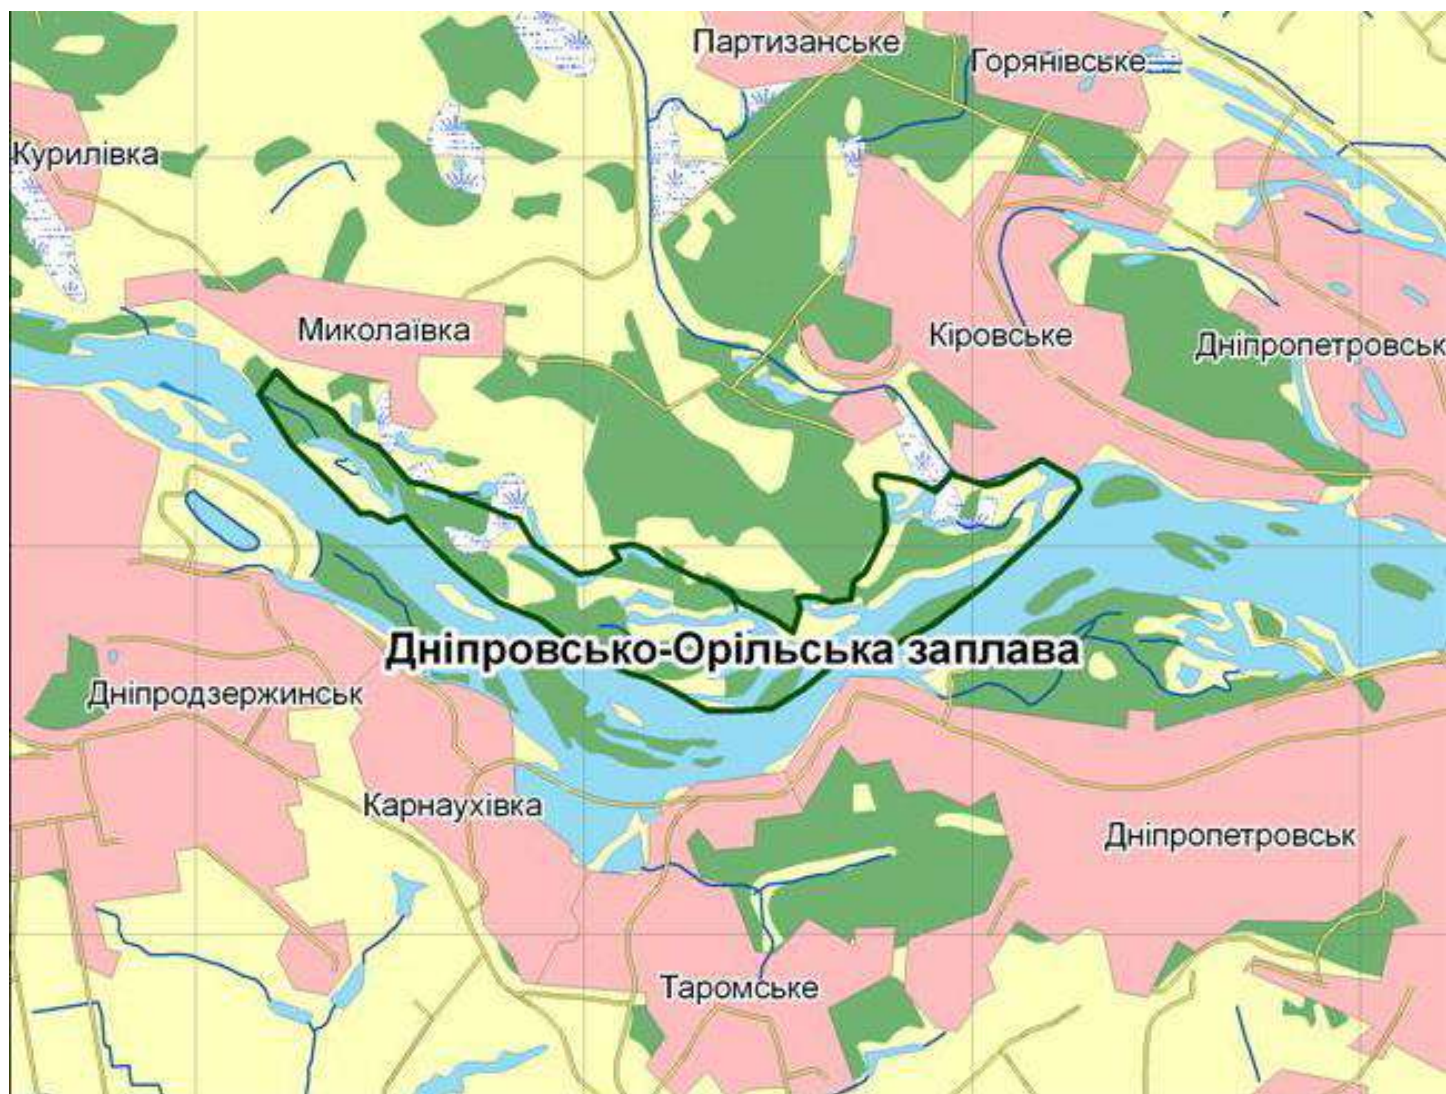 Партизанське
Горянівське
Курилівка
Миколаївка
Кіровське
Дніпропетровськ
Дніпровсько-Орільська заплава
Дніпродзержинськ
Карнаухівка
Дніпропетровськ
Таромське